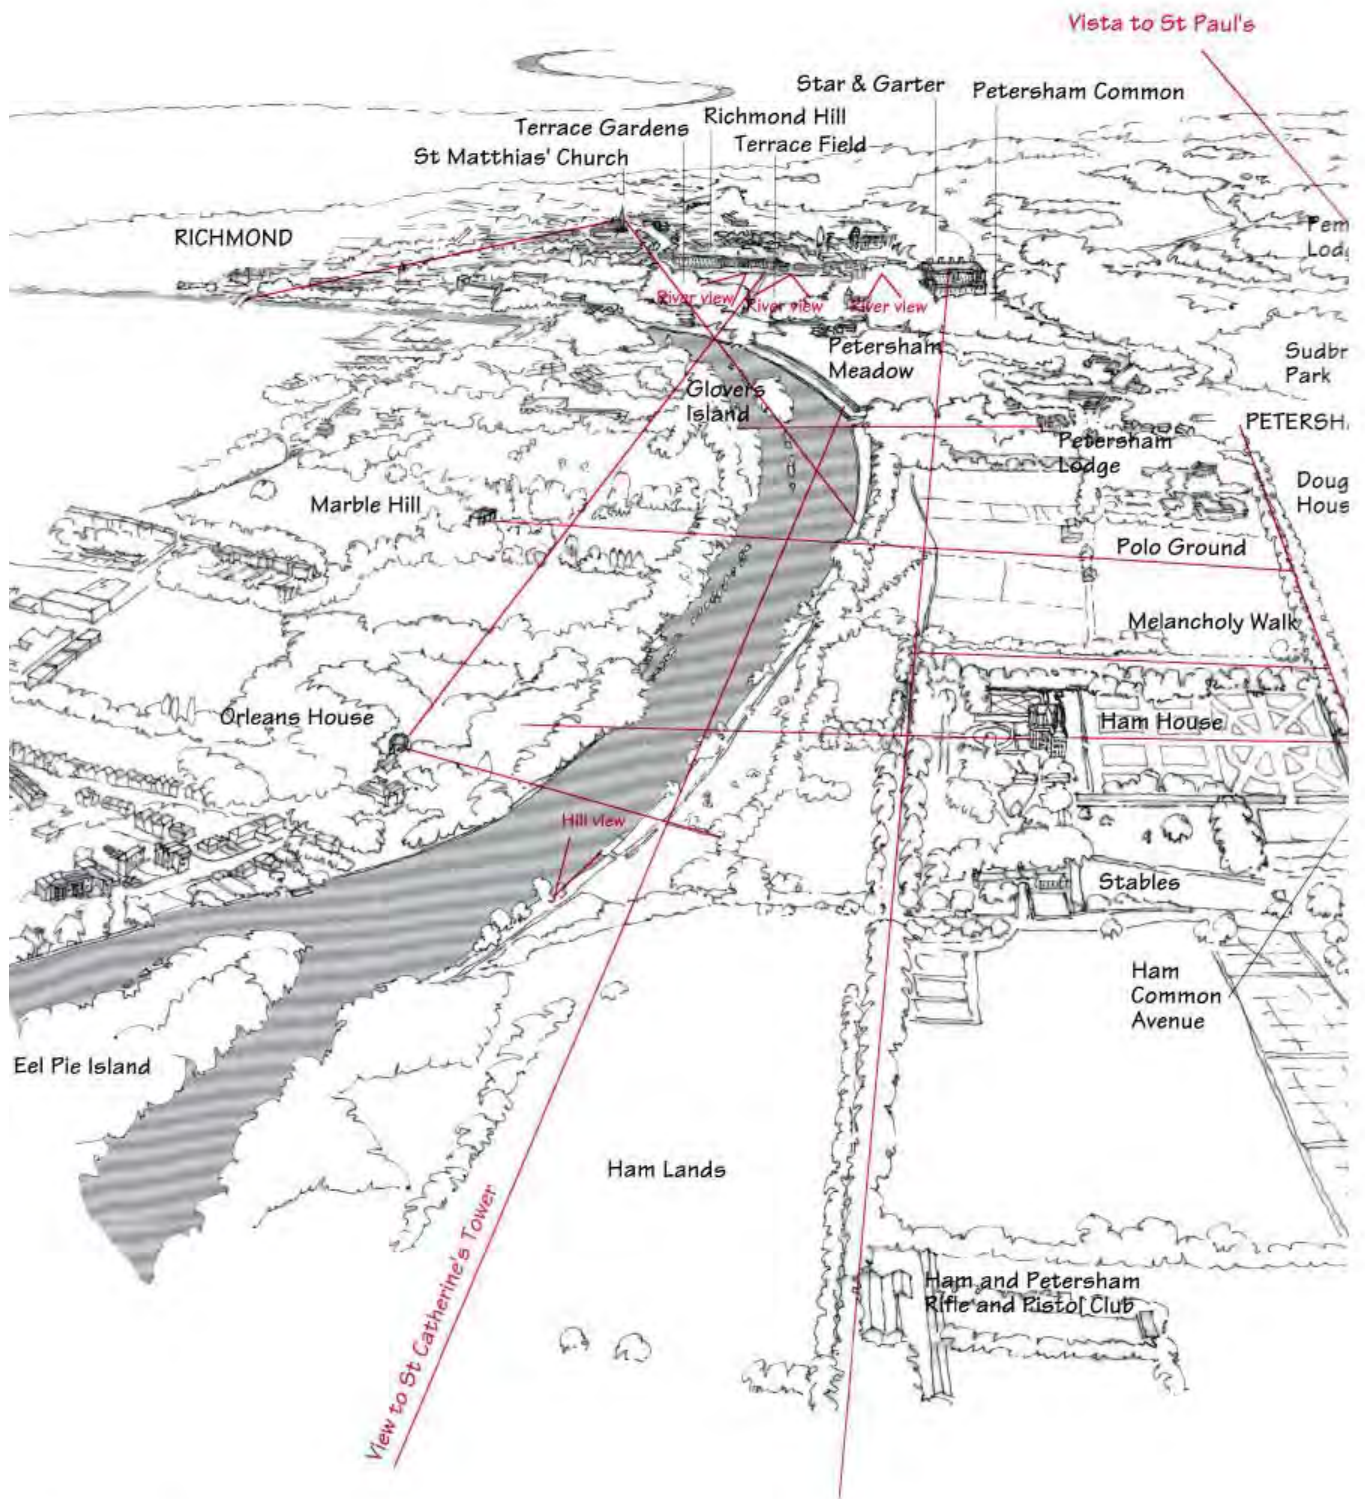 Vista to St Paul's
Star & Garter
Petersham Common
Richmond Hill
Terrace Gardens
Terrace Field
St Matthias' Church
RICHMOND
Pem
Lodg
River view
River view
River view
Petersham
Meadow
Sudbr
Park
Glovers
Island
PETERSH
Petersham
Lodge
Marble Hill
Doug
Hous
Polo Ground
Melancholy Walk
Orleans House
Ham House
Hill view
Stables
Ham
Common
Avenue
Eel Pie Island
Ham Lands
View to St Catherine's Tower
Ham and Petersham
Rifle and Pistol Club